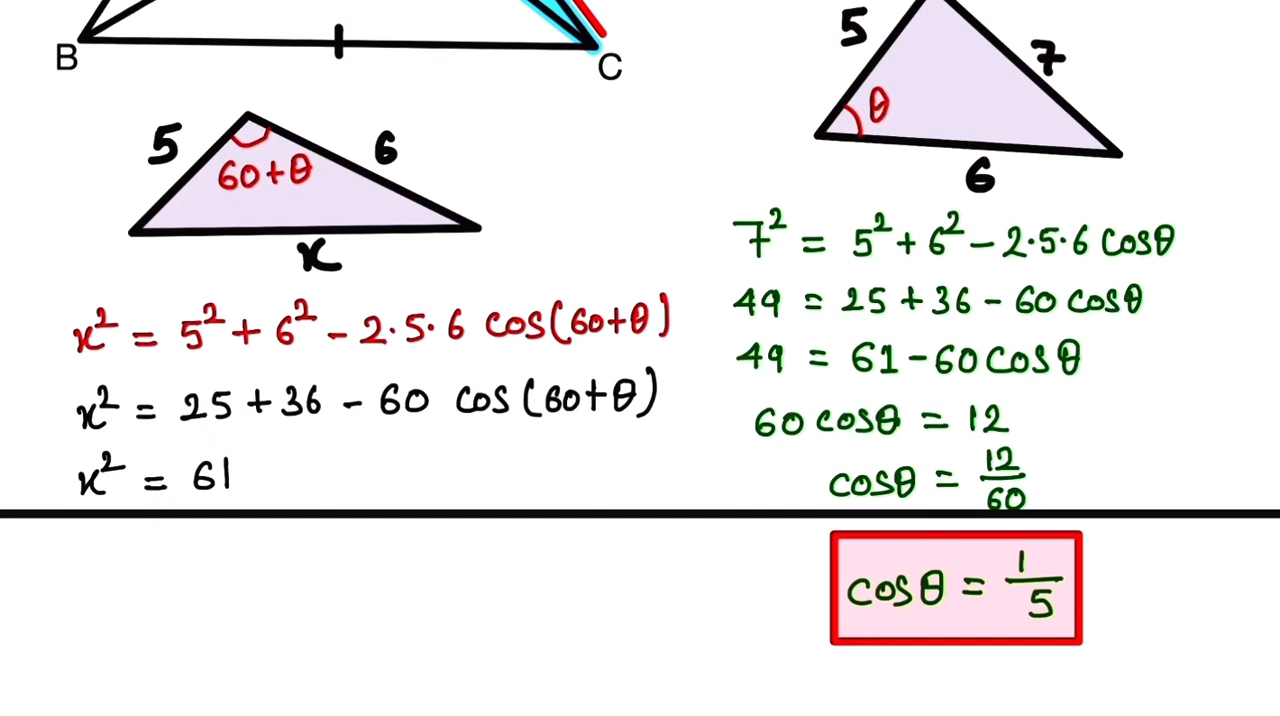 B
C
5
6
60+θ
x
x² = 5² + 6² − 2·5·6 cos(60+θ)
x² = 25 + 36 − 60 cos(60+θ)
x² = 61
5
7
θ
6
7² = 5² + 6² − 2·5·6 cosθ
49 = 25 + 36 − 60 cosθ
49 = 61 − 60 cosθ
60 cosθ = 12
cosθ = 12/60
cosθ = 1/5